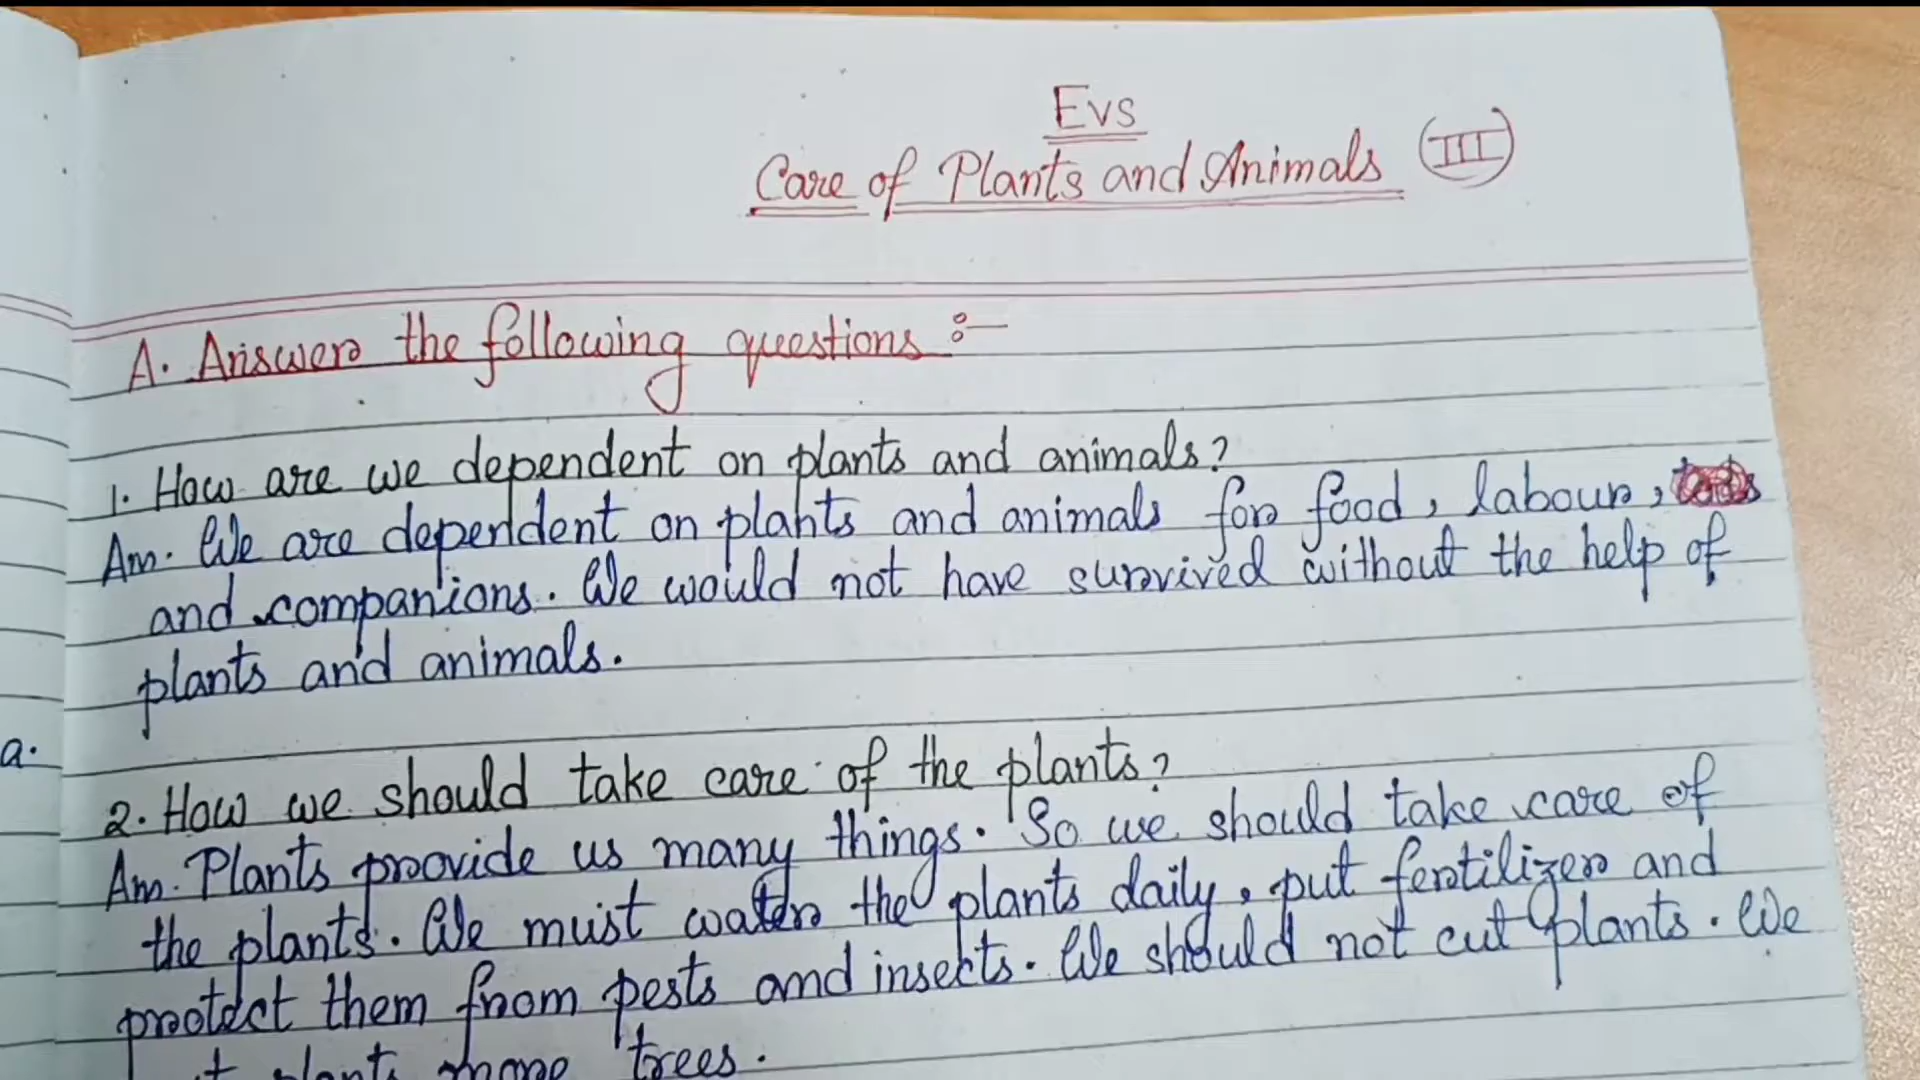 Evs
Care of Plants and Animals (III)
A. Answer the following questions :-
1. How are we dependent on plants and animals?
Ans. We are dependent on plants and animals for food, labour,
and companions. We would not have survived without the help of
plants and animals.
a.
2. How we should take care of the plants?
Ans. Plants provide us many things. So we should take care of
the plants. We must water the plants daily, put fertilizer and
protect them from pests and insects. We should not cut plants. We
plant more trees.